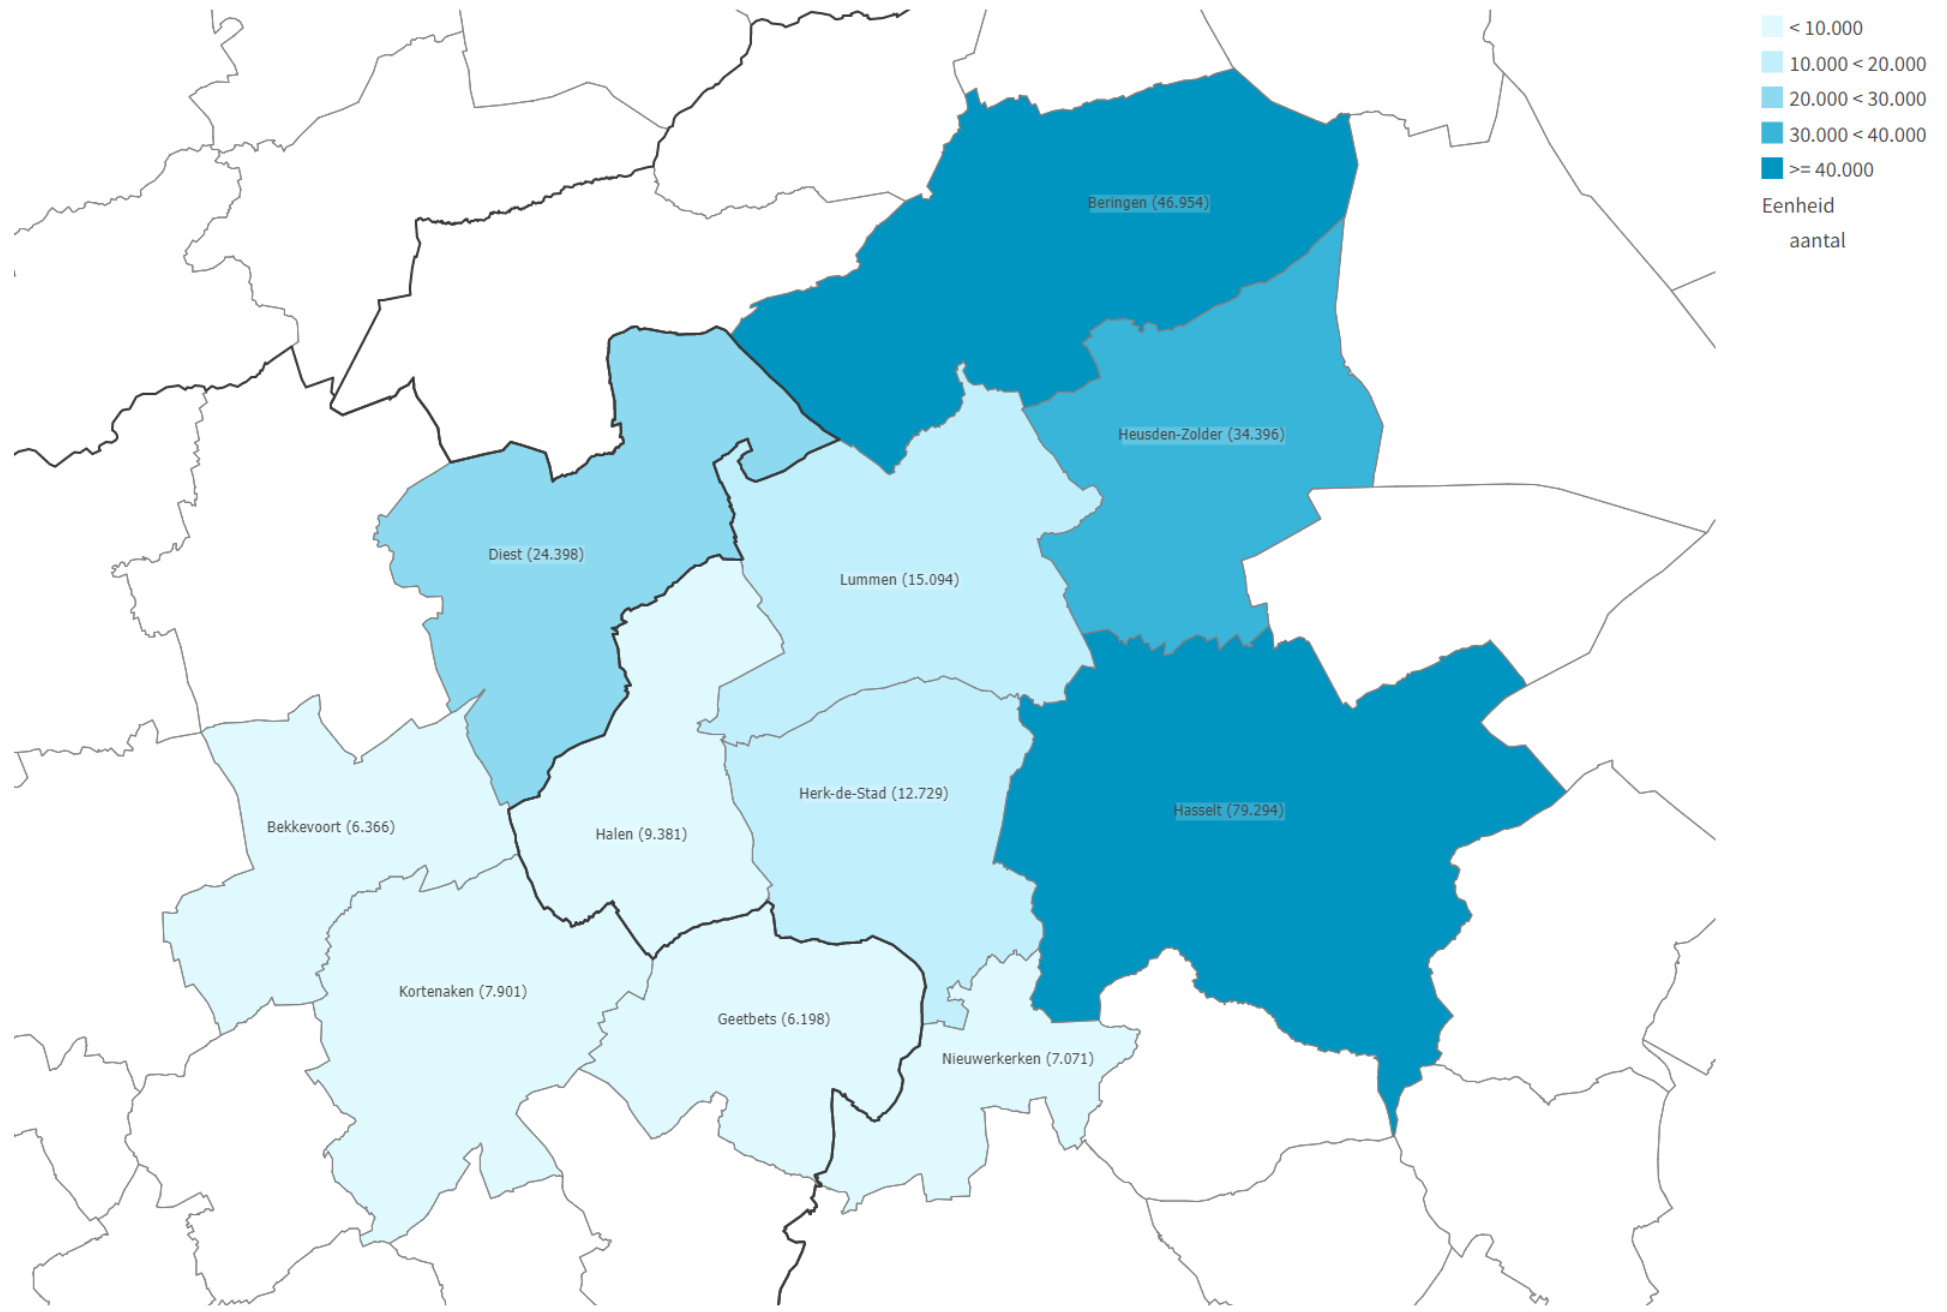 < 10.000
10.000 < 20.000
20.000 < 30.000
30.000 < 40.000
>= 40.000
Eenheid
aantal
Beringen (46.954)
Heusden-Zolder (34.396)
Diest (24.398)
Lummen (15.094)
Herk-de-Stad (12.729)
Hasselt (79.294)
Bekkevoort (6.366)
Halen (9.381)
Kortenaken (7.901)
Geetbets (6.198)
Nieuwerkerken (7.071)